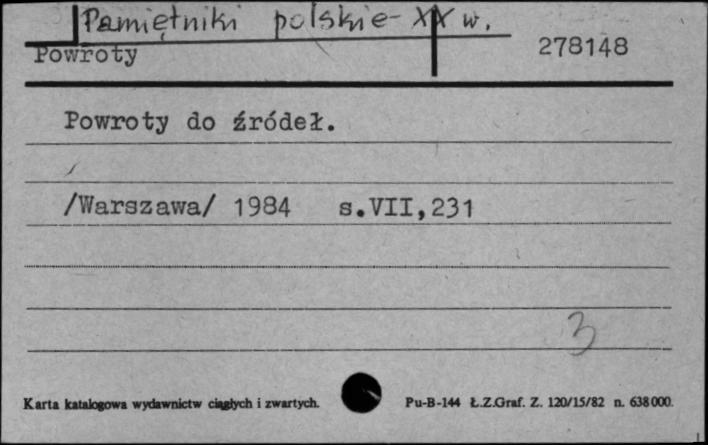 Pamiętniki polskie - XX w.
Powroty 278148
Powroty do źródeł.
/Warszawa/ 1984 s.VII,231
3
Karta katalogowa wydawnictw ciągłych i zwartych. Pu-B-144 Ł.Z.Graf. Z. 120/15/82 n. 638000.